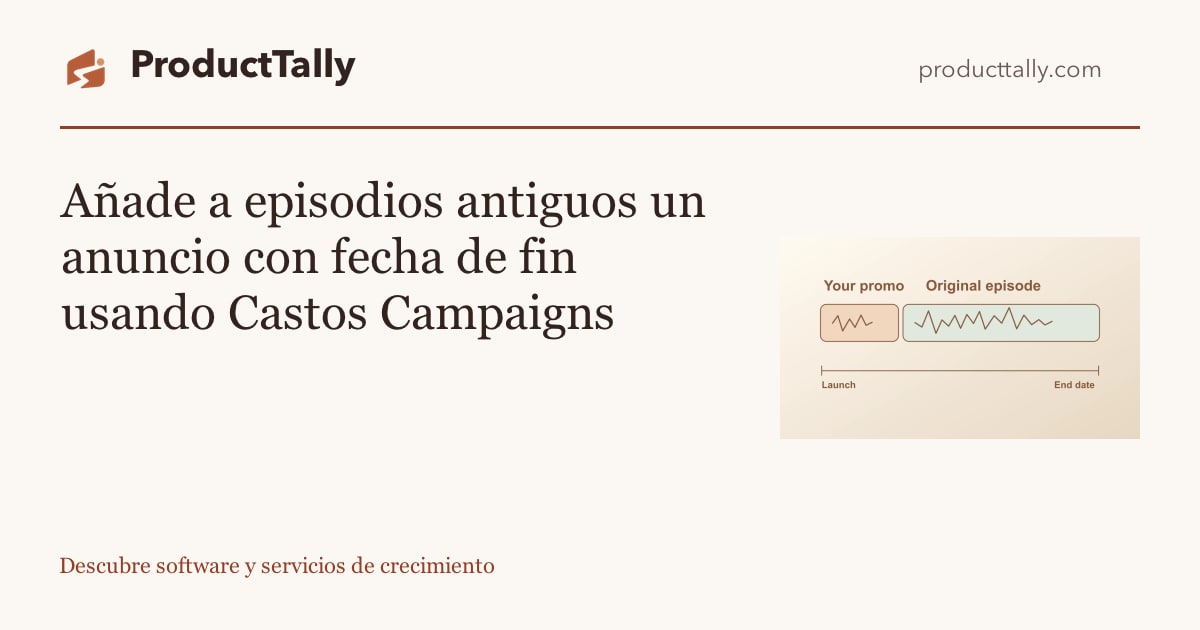 ProductTally
producttally.com
Añade a episodios antiguos un
anuncio con fecha de fin
usando Castos Campaigns
Your promo
Original episode
Launch
End date
Descubre software y servicios de crecimiento